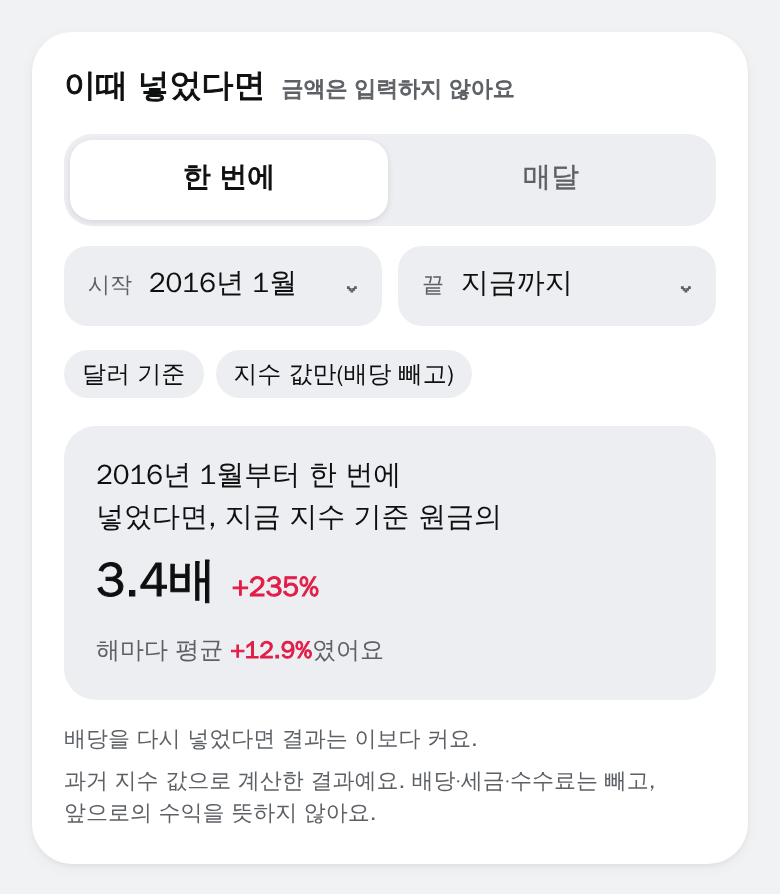 이때 넣었다면 금액은 입력하지 않아요
한 번에 매달
시작 2016년 1월 끝 지금까지
달러 기준 지수 값만(배당 빼고)
2016년 1월부터 한 번에
넣었다면, 지금 지수 기준 원금의
3.4배 +235%
해마다 평균 +12.9%였어요
배당을 다시 넣었다면 결과는 이보다 커요.
과거 지수 값으로 계산한 결과예요. 배당·세금·수수료는 빼고,
앞으로의 수익을 뜻하지 않아요.